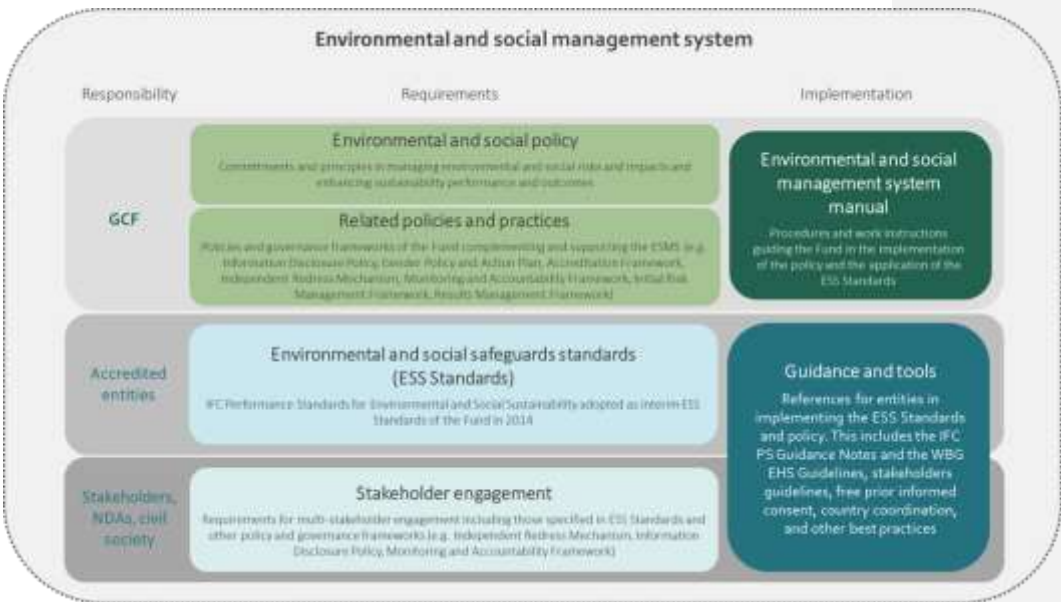 Environmental and social management system
Responsibility
Requirements
Implementation
GCF
Environmental and social policy
Commitments and principles in managing environmental and social risks and impacts and
enhancing sustainability performance and outcomes
Related policies and practices
Policies and governance frameworks of the Fund complementing and supporting the ESMS (e.g.
Information Disclosure Policy, Gender Policy and Action Plan, Accreditation Framework,
Independent Redress Mechanism, Monitoring and Accountability Framework, Initial Risk
Management Framework, Results Management Framework)
Environmental and social
management system
manual
Procedures and work instructions
guiding the Fund in the implementation
of the policy and the application of the
ESS Standards
Accredited
entities
Environmental and social safeguards standards
(ESS Standards)
IFC Performance Standards for Environmental and Social Sustainability adopted as interim ESS
Standards of the Fund in 2014
Stakeholders,
NDAs, civil
society
Stakeholder engagement
Requirements for multi-stakeholder engagement including those specified in ESS Standards and
other policy and governance frameworks (e.g. Independent Redress Mechanism, Information
Disclosure Policy, Monitoring and Accountability Framework)
Guidance and tools
References for entities in
implementing the ESS Standards
and policy. This includes the IFC
PS Guidance Notes and the WBG
EHS Guidelines, stakeholders
guidelines, free prior informed
consent, country coordination,
and other best practices